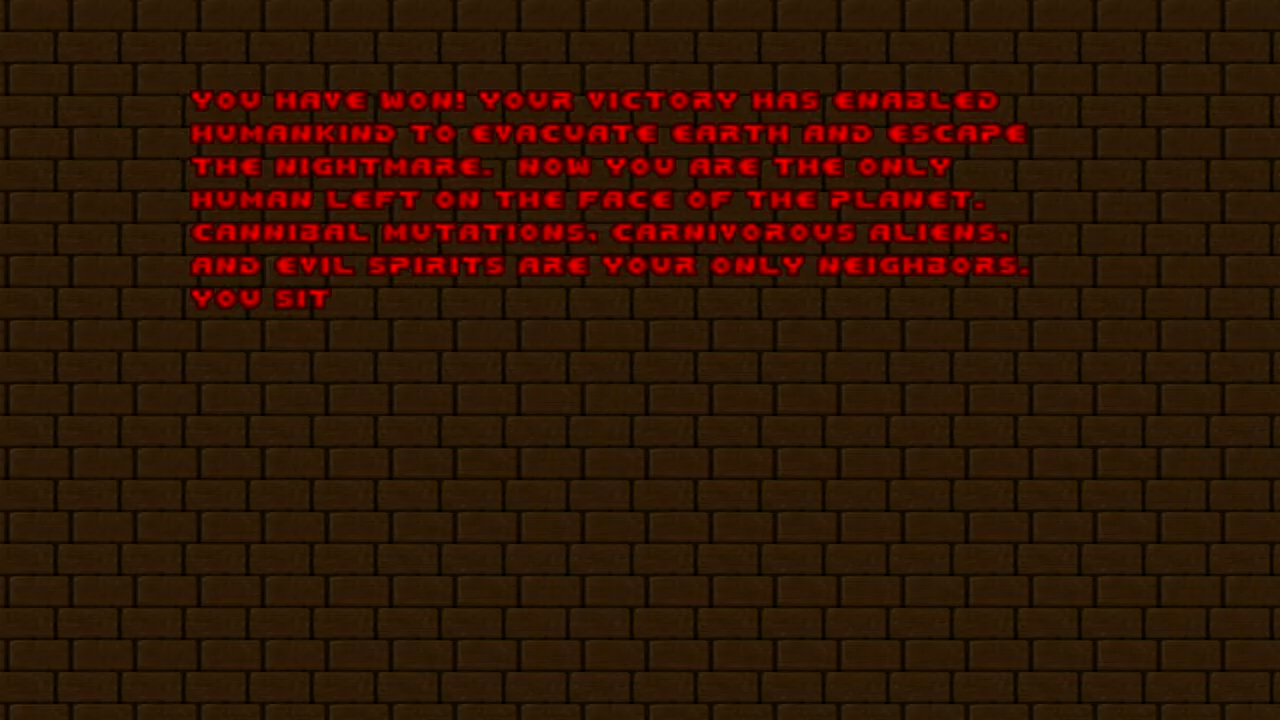 YOU HAVE WON! YOUR VICTORY HAS ENABLED
HUMANKIND TO EVACUATE EARTH AND ESCAPE
THE NIGHTMARE.  NOW YOU ARE THE ONLY
HUMAN LEFT ON THE FACE OF THE PLANET.
CANNIBAL MUTATIONS, CARNIVOROUS ALIENS,
AND EVIL SPIRITS ARE YOUR ONLY NEIGHBORS.
YOU SIT